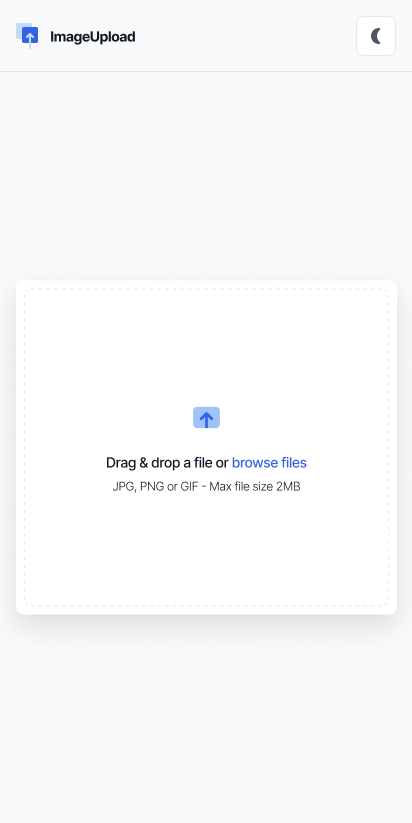 ImageUpload
Drag & drop a file or browse files
JPG, PNG or GIF - Max file size 2MB